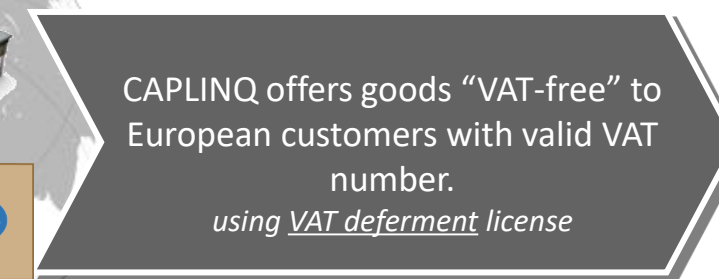 CAPLINQ offers goods “VAT-free” to
European customers with valid VAT
number.
using VAT deferment license